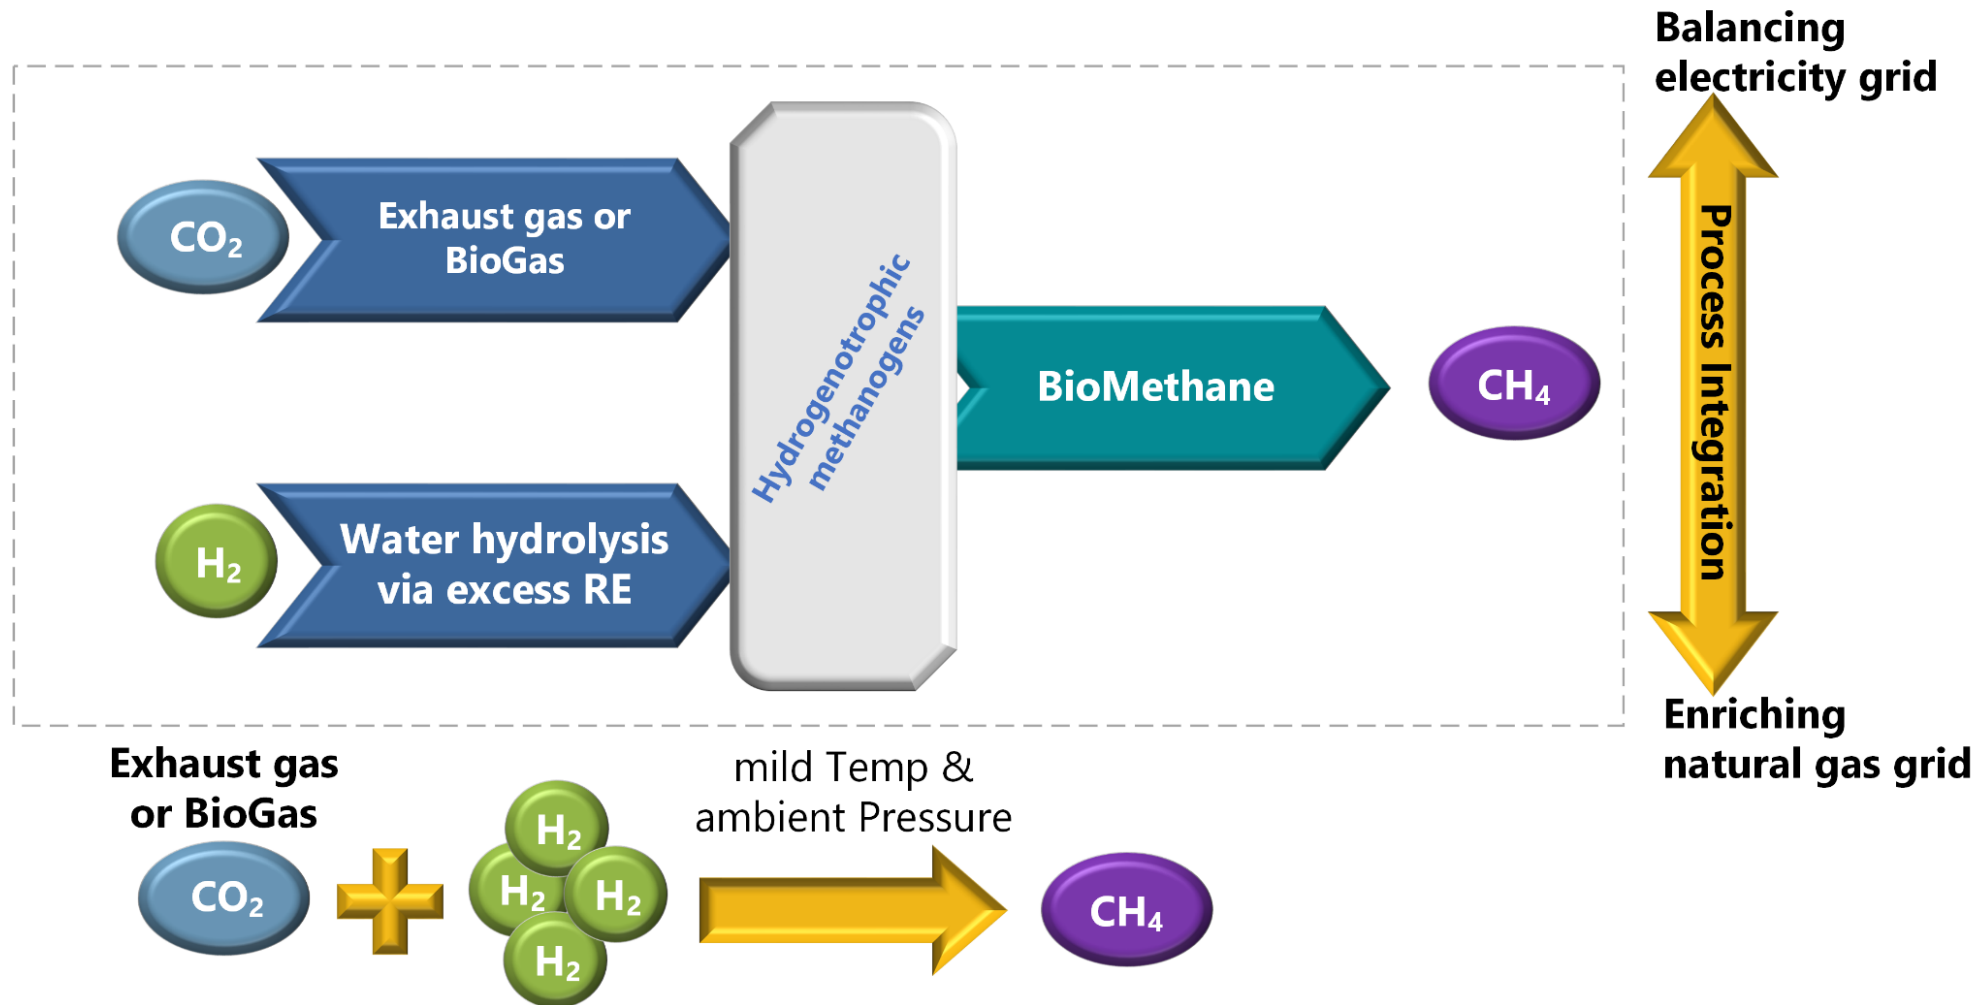 Balancing
electricity grid
CO₂
Exhaust gas or
BioGas
Hydrogenotrophic
methanogens
BioMethane
CH₄
Process Integration
H₂
Water hydrolysis
via excess RE
Enriching
natural gas grid
Exhaust gas
or BioGas
mild Temp &
ambient Pressure
CO₂
H₂
H₂
H₂
H₂
CH₄